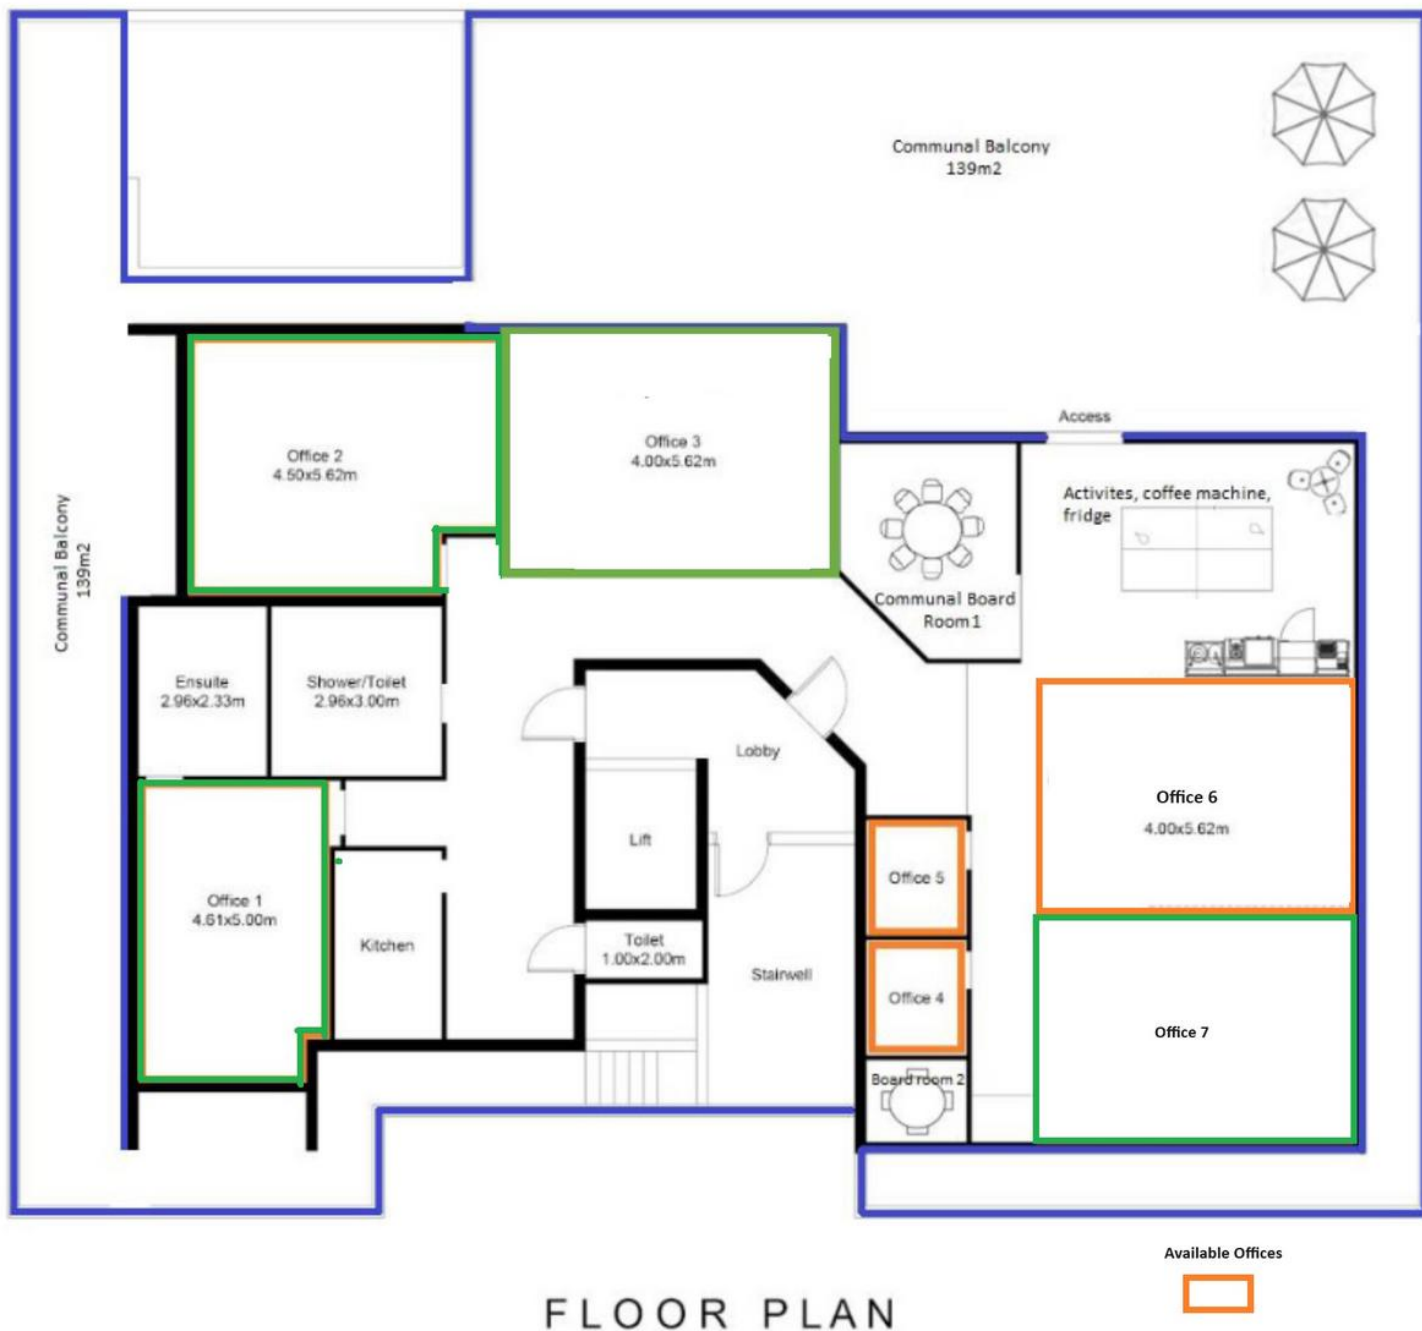 Communal Balcony
139m2
Access
Office 2
4.50x5.62m
Office 3
4.00x5.62m
Activites, coffee machine,
fridge
Communal Balcony
139m2
Communal Board
Room1
Ensuite
2.96x2.33m
Shower/Toilet
2.96x3.00m
Lobby
Office 6
4.00x5.62m
Lift
Office 5
Office 1
4.61x5.00m
Kitchen
Toilet
1.00x2.00m
Stairwell
Office 4
Office 7
Board room 2
Available Offices
FLOOR PLAN